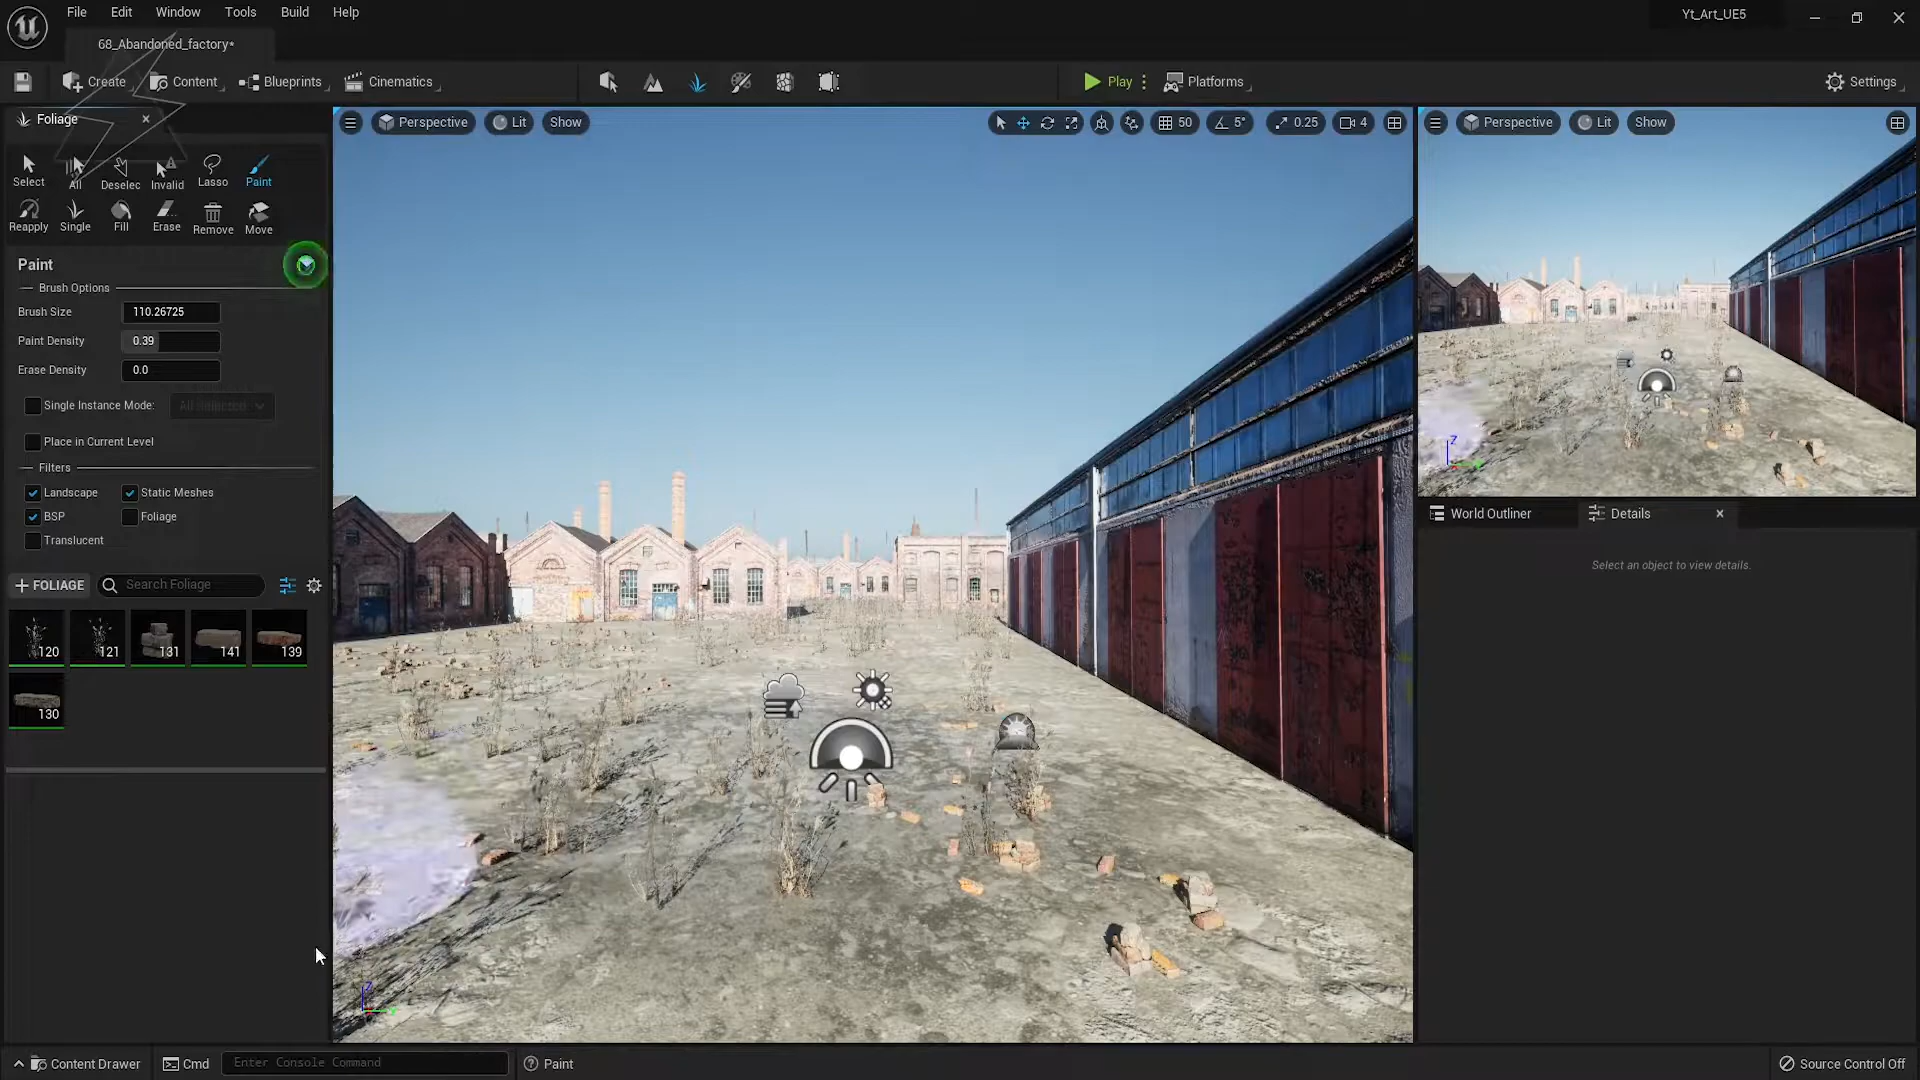 File Edit Window Tools Build Help
Yt_Art_UE5
68_Abandoned_factory*
Create Content Blueprints Cinematics Play Platforms Settings
Foliage
Perspective Lit Show 50 5° 0.25 4
Perspective Lit Show
Select All Deselec Invalid Lasso Paint
Reapply Single Fill Erase Remove Move
Paint
Brush Options
Brush Size 110.26725
Paint Density 0.39
Erase Density 0.0
Single Instance Mode: All Selected
Place in Current Level
Filters
Landscape Static Meshes
BSP Foliage
Translucent
+ FOLIAGE Search Foliage
120 121 131 141 139
130
World Outliner Details
Select an object to view details.
Z
Z
Content Drawer Cmd Enter Console Command Paint Source Control Off